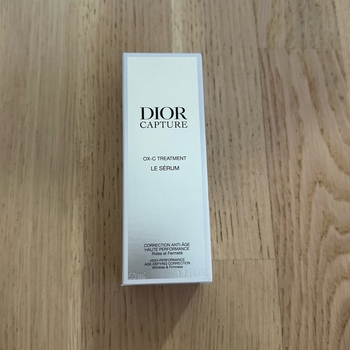 DIOR
CAPTURE
OX-C TREATMENT
LE SÉRUM
CORRECTION ANTI-ÂGE
HAUTE PERFORMANCE
Rides et Fermeté
HIGH-PERFORMANCE
AGE-DEFYING CORRECTION
Wrinkles & Firmness